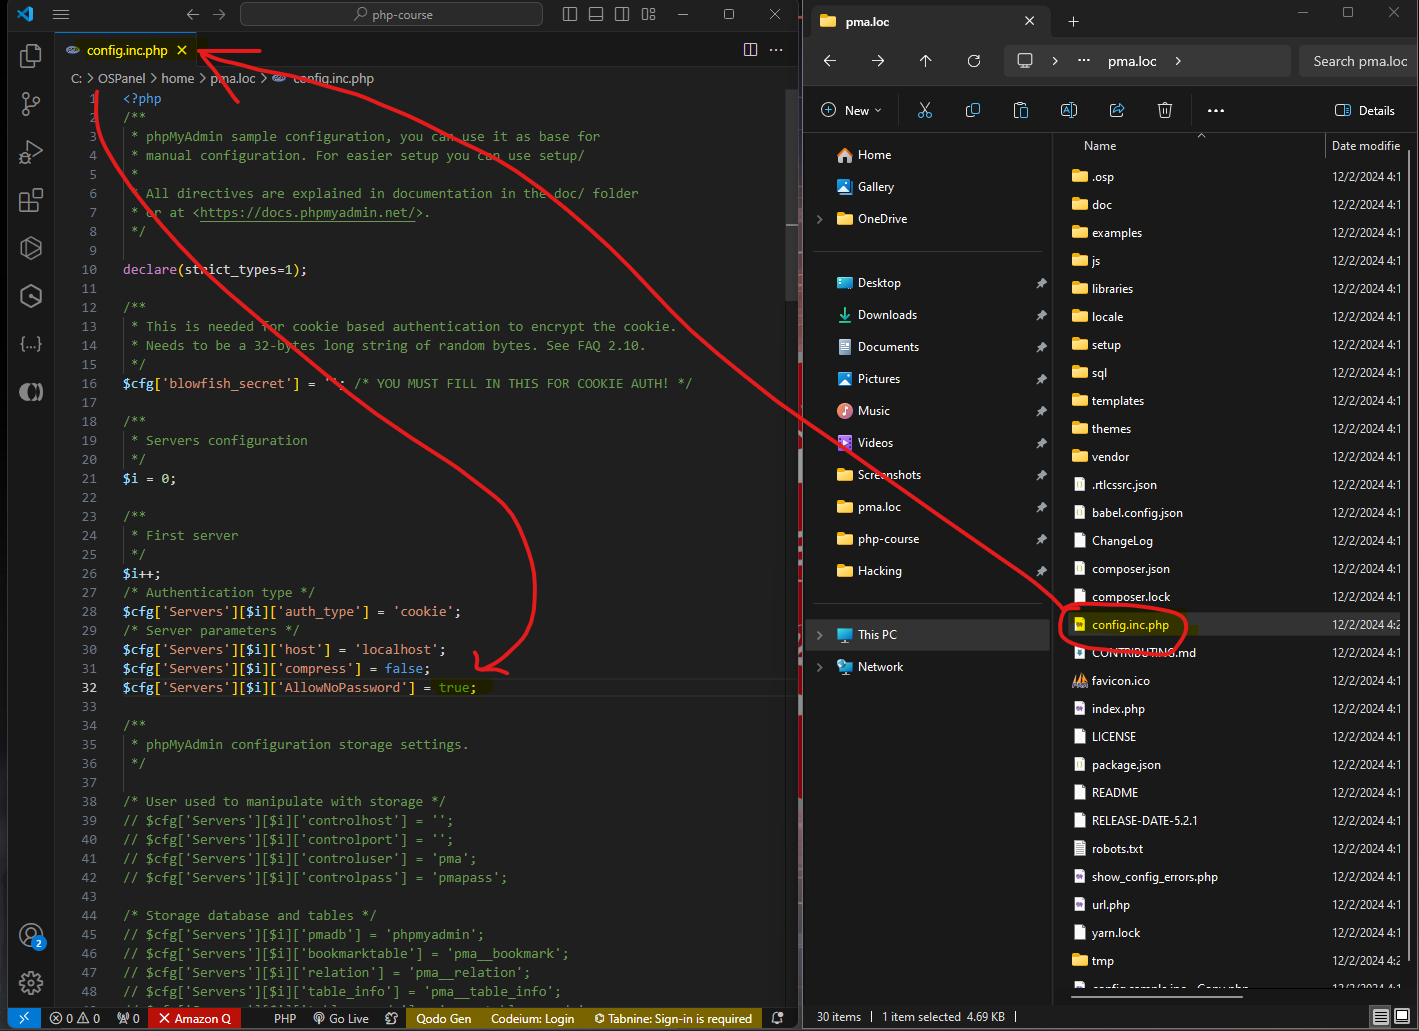 php-course
config.inc.php
C: > OSPanel > home > pma.loc > config.inc.php
1 <?php
2 /**
3 * phpMyAdmin sample configuration, you can use it as base for
4 * manual configuration. For easier setup you can use setup/
5 *
6 * All directives are explained in documentation in the doc/ folder
7 * or at <https://docs.phpmyadmin.net/>.
8 */
9
10 declare(strict_types=1);
11
12 /**
13 * This is needed for cookie based authentication to encrypt the cookie.
14 * Needs to be a 32-bytes long string of random bytes. See FAQ 2.10.
15 */
16 $cfg['blowfish_secret'] = ''; /* YOU MUST FILL IN THIS FOR COOKIE AUTH! */
17
18 /**
19 * Servers configuration
20 */
21 $i = 0;
22
23 /**
24 * First server
25 */
26 $i++;
27 /* Authentication type */
28 $cfg['Servers'][$i]['auth_type'] = 'cookie';
29 /* Server parameters */
30 $cfg['Servers'][$i]['host'] = 'localhost';
31 $cfg['Servers'][$i]['compress'] = false;
32 $cfg['Servers'][$i]['AllowNoPassword'] = true;
33
34 /**
35 * phpMyAdmin configuration storage settings.
36 */
37
38 /* User used to manipulate with storage */
39 // $cfg['Servers'][$i]['controlhost'] = '';
40 // $cfg['Servers'][$i]['controlport'] = '';
41 // $cfg['Servers'][$i]['controluser'] = 'pma';
42 // $cfg['Servers'][$i]['controlpass'] = 'pmapass';
43
44 /* Storage database and tables */
45 // $cfg['Servers'][$i]['pmadb'] = 'phpmyadmin';
46 // $cfg['Servers'][$i]['bookmarktable'] = 'pma__bookmark';
47 // $cfg['Servers'][$i]['relation'] = 'pma__relation';
48 // $cfg['Servers'][$i]['table_info'] = 'pma__table_info';
2
0 0 0 Amazon Q PHP Go Live Qodo Gen Codeium: Login Tabnine: Sign-in is required
pma.loc
pma.loc Search pma.loc
New Details
Home
Gallery
OneDrive
Desktop
Downloads
Documents
Pictures
Music
Videos
Screenshots
pma.loc
php-course
Hacking
This PC
Network
Name Date modifie
.osp 12/2/2024 4:1
doc 12/2/2024 4:1
examples 12/2/2024 4:1
js 12/2/2024 4:1
libraries 12/2/2024 4:1
locale 12/2/2024 4:1
setup 12/2/2024 4:1
sql 12/2/2024 4:1
templates 12/2/2024 4:1
themes 12/2/2024 4:1
vendor 12/2/2024 4:1
.rtlcssrc.json 12/2/2024 4:1
babel.config.json 12/2/2024 4:1
ChangeLog 12/2/2024 4:1
composer.json 12/2/2024 4:1
composer.lock 12/2/2024 4:1
config.inc.php 12/2/2024 4:2
CONTRIBUTING.md 12/2/2024 4:1
favicon.ico 12/2/2024 4:1
index.php 12/2/2024 4:1
LICENSE 12/2/2024 4:1
package.json 12/2/2024 4:1
README 12/2/2024 4:1
RELEASE-DATE-5.2.1 12/2/2024 4:1
robots.txt 12/2/2024 4:1
show_config_errors.php 12/2/2024 4:1
url.php 12/2/2024 4:1
yarn.lock 12/2/2024 4:1
tmp 12/2/2024 4:2
30 items 1 item selected 4.69 KB